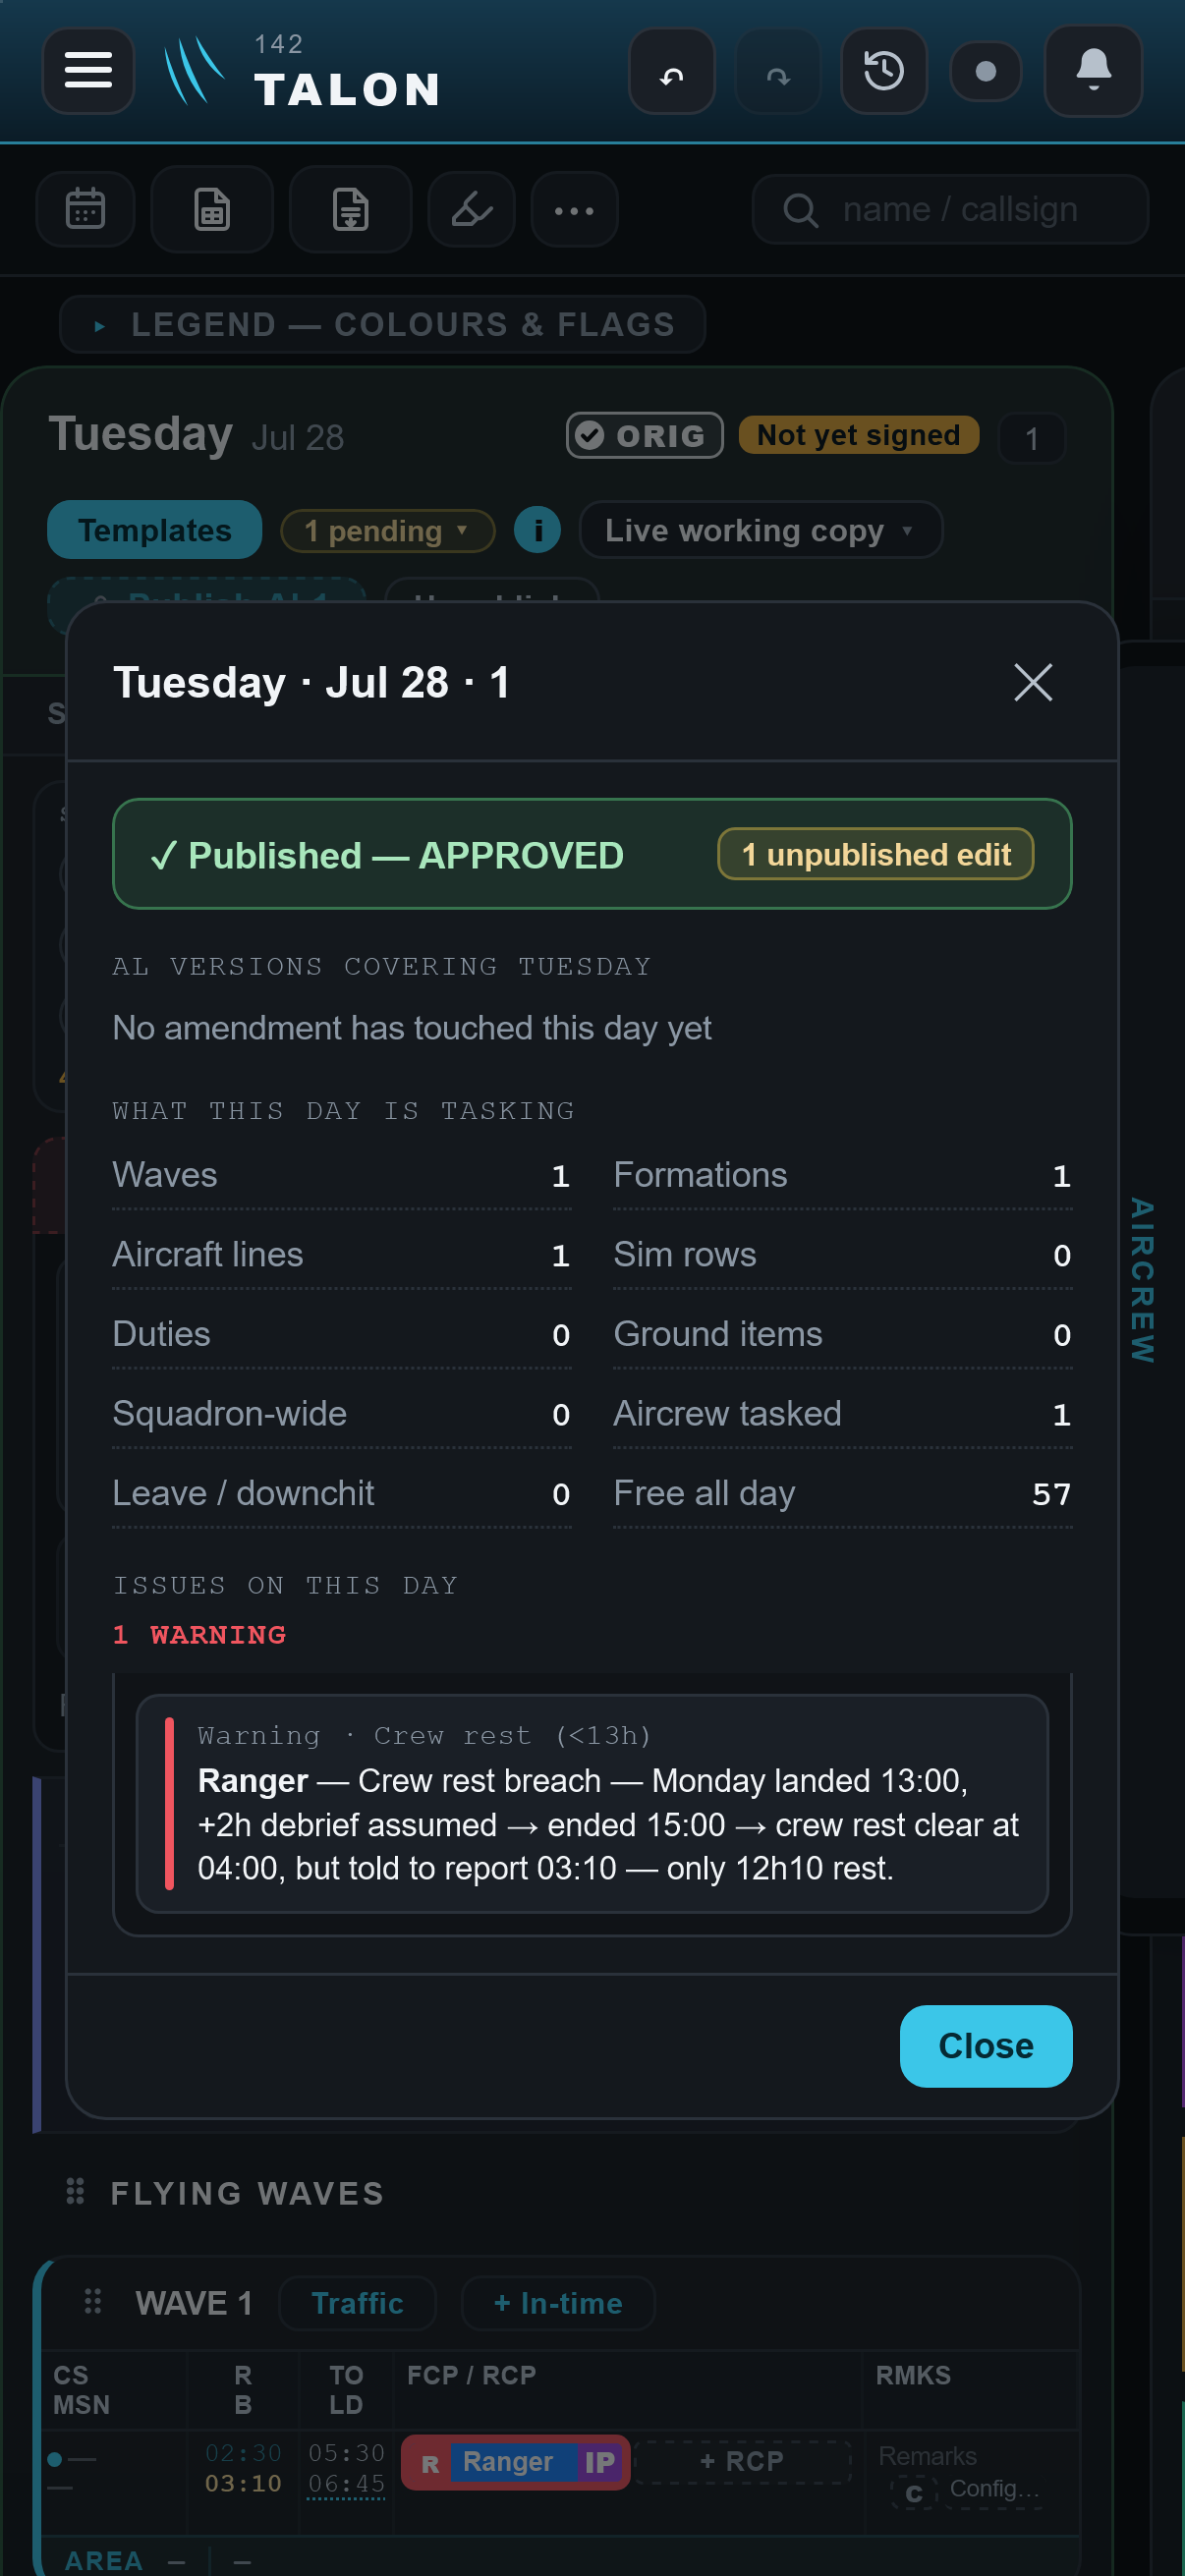 142
TALON
name / callsign
▸ LEGEND — COLOURS & FLAGS
Tuesday Jul 28 ORIG Not yet signed 1
Templates 1 pending ▾ i Live working copy ▾
Publish AL 1
Tuesday · Jul 28 · 1
✓ Published — APPROVED 1 unpublished edit
AL VERSIONS COVERING TUESDAY
No amendment has touched this day yet
WHAT THIS DAY IS TASKING
Waves 1 Formations 1
Aircraft lines 1 Sim rows 0
Duties 0 Ground items 0
Squadron-wide 0 Aircrew tasked 1
Leave / downchit 0 Free all day 57
ISSUES ON THIS DAY
1 WARNING
Warning · Crew rest (<13h)
Ranger — Crew rest breach — Monday landed 13:00,
+2h debrief assumed → ended 15:00 → crew rest clear at
04:00, but told to report 03:10 — only 12h10 rest.
Close
AIRCREW
FLYING WAVES
WAVE 1 Traffic + In-time
CS R TO FCP / RCP RMKS
MSN B LD
— 02:30 05:30 R Ranger IP + RCP Remarks
— 03:10 06:45 C Config…
AREA — —